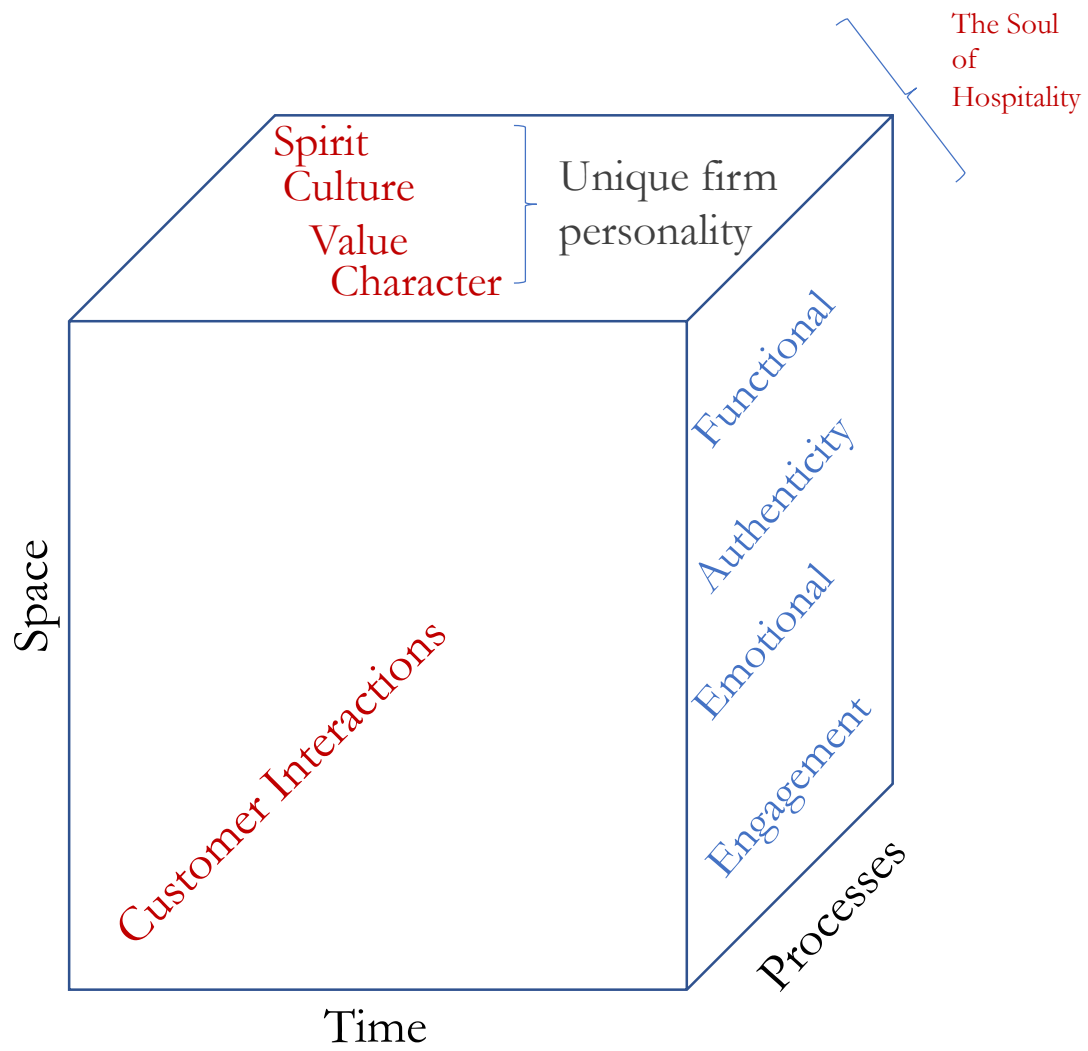 The Soul
of
Hospitality
Spirit
Culture
Value
Character
Unique firm
personality
Functional
Authenticity
Emotional
Engagement
Space
Customer Interactions
Processes
Time